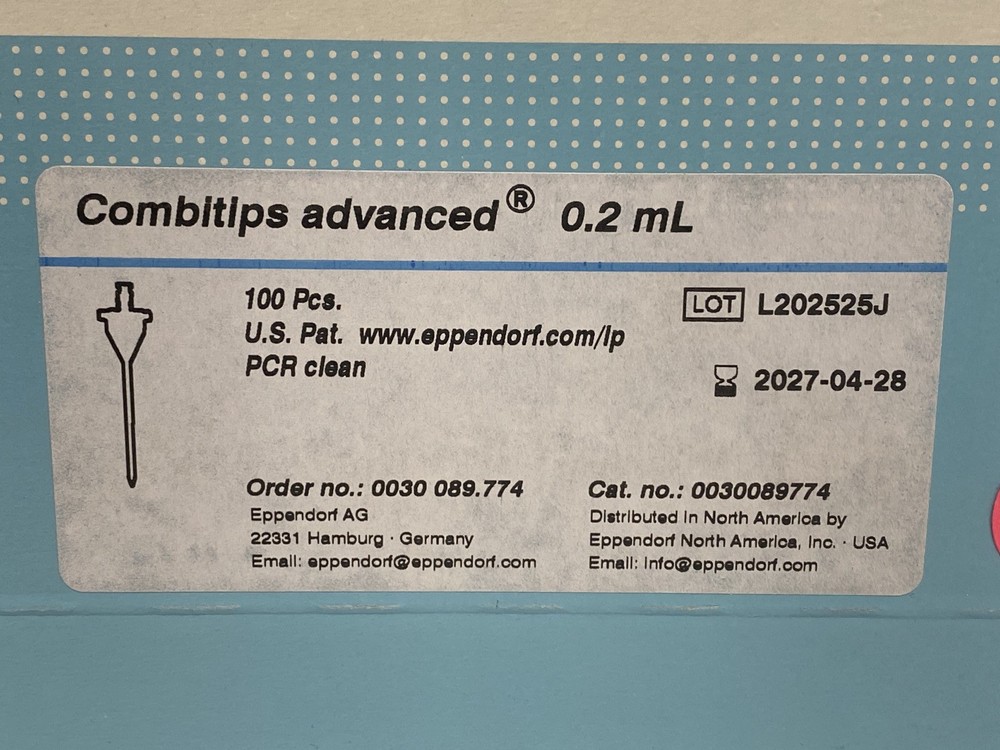 Combitips advanced® 0.2 mL
100 Pcs.
U.S. Pat. www.eppendorf.com/ip
PCR clean
LOT L202525J
2027-04-28
Order no.: 0030 089.774
Eppendorf AG
22331 Hamburg · Germany
Email: eppendorf@eppendorf.com
Cat. no.: 0030089774
Distributed in North America by
Eppendorf North America, Inc. · USA
Email: info@eppendorf.com